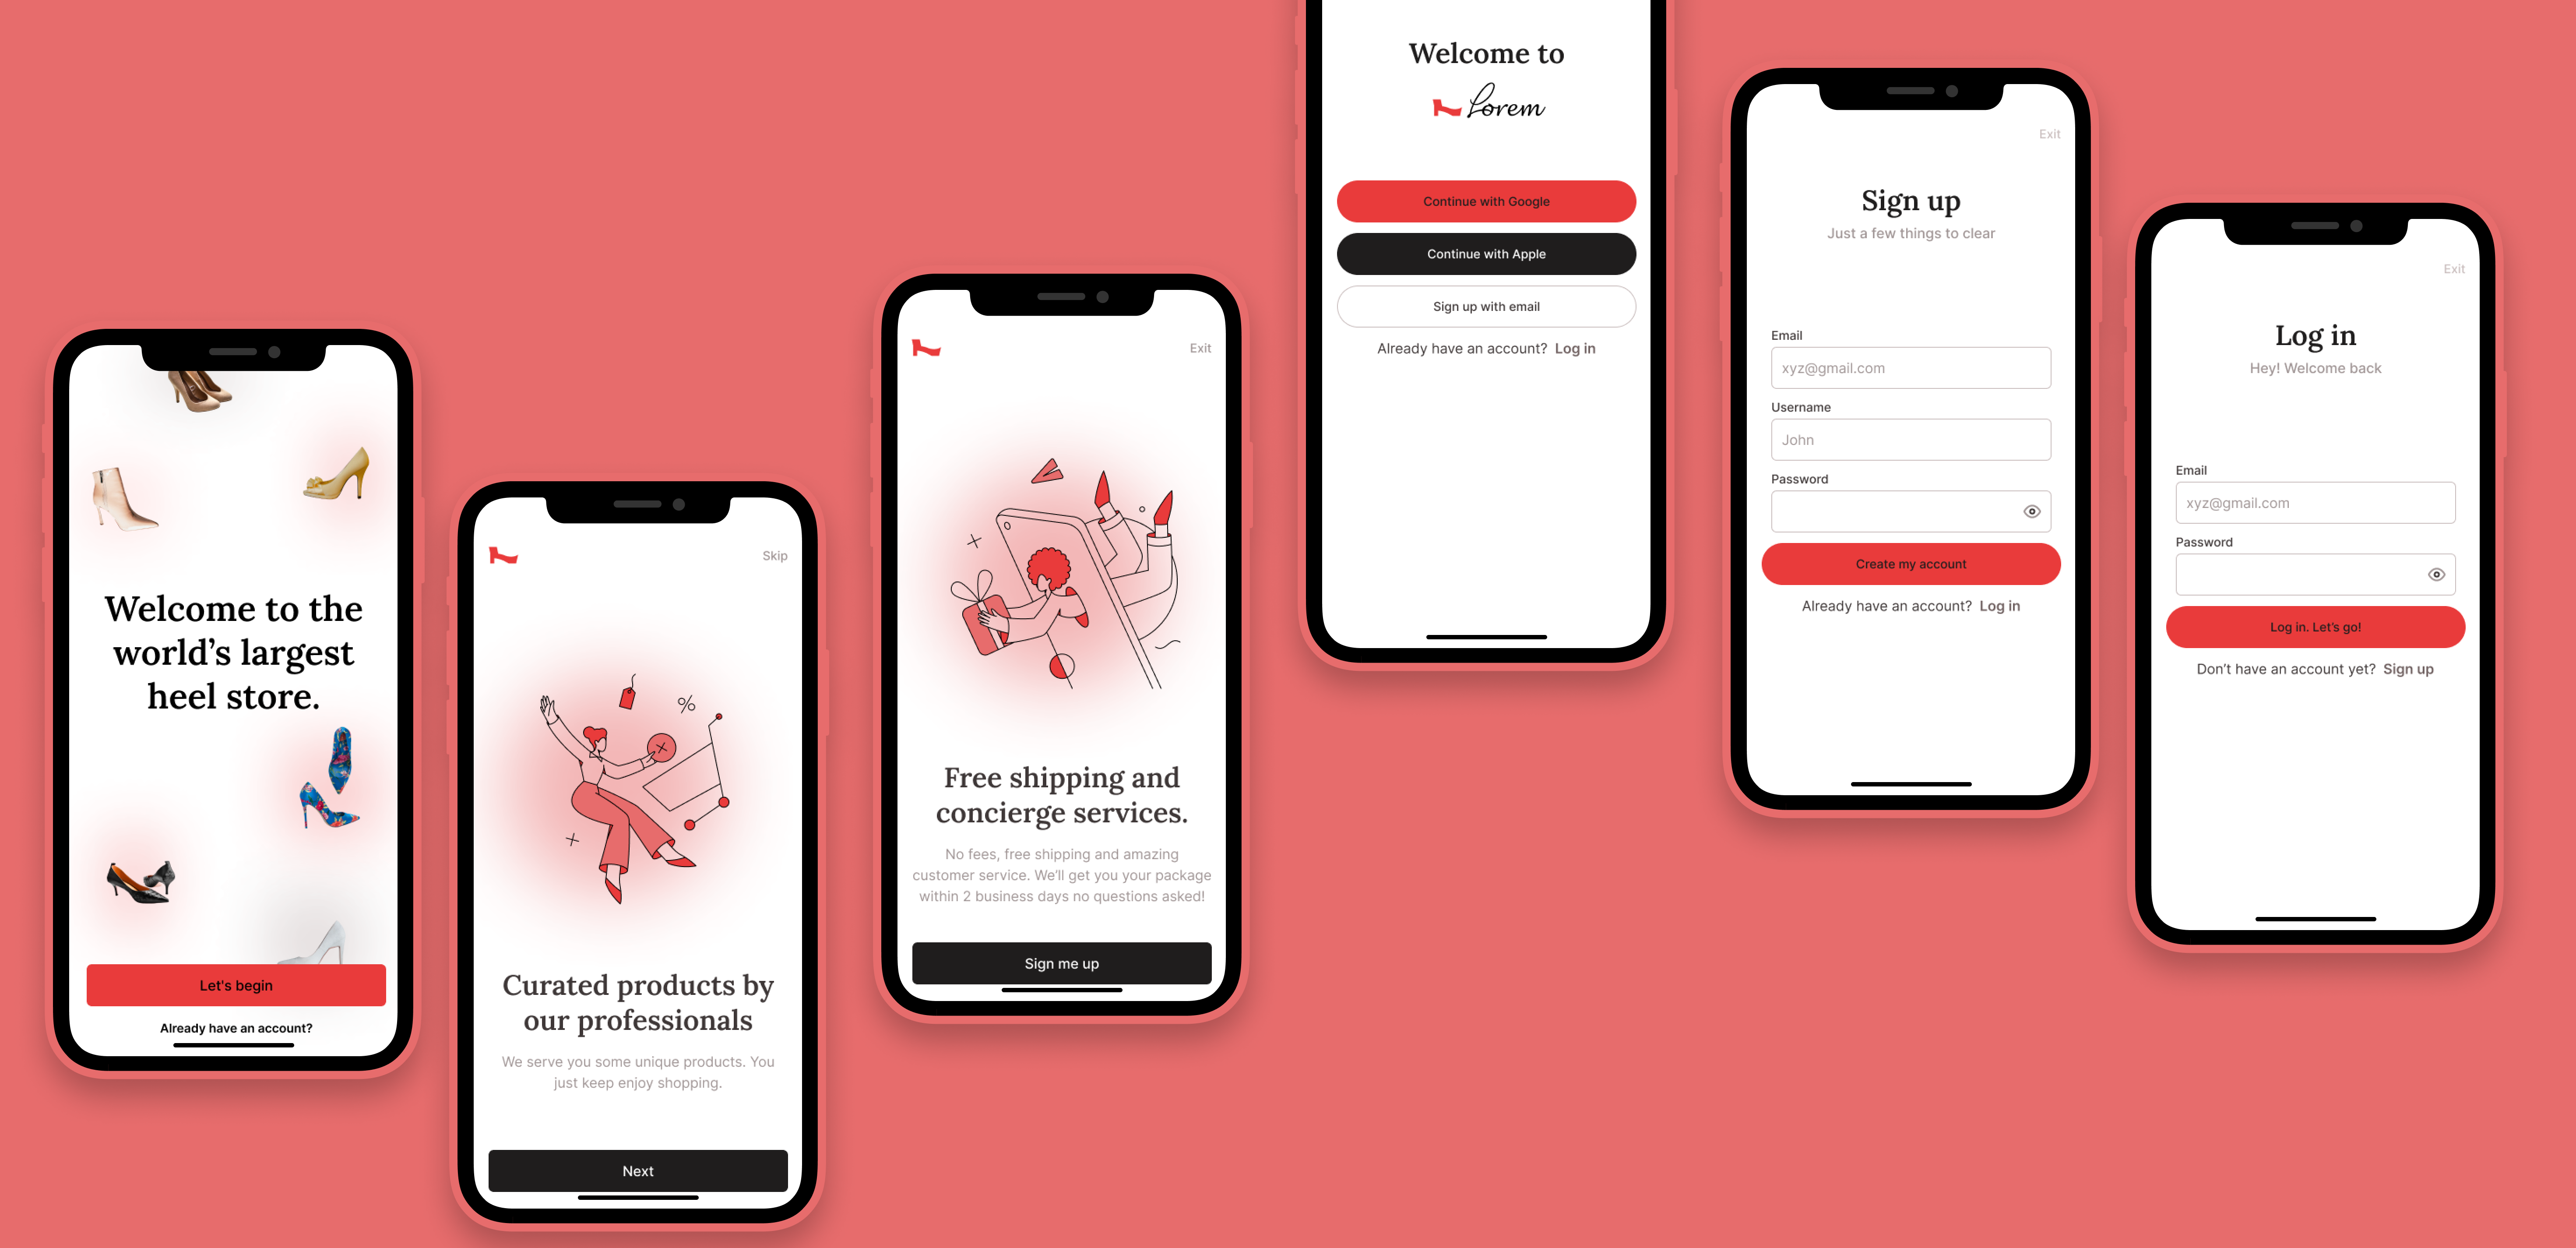 Welcome to the
world's largest
heel store.
Let's begin
Already have an account?
Skip
%
Curated products by
our professionals
We serve you some unique products. You
just keep enjoy shopping.
Next
Exit
Free shipping and
concierge services.
No fees, free shipping and amazing
customer service. We'll get you your package
within 2 business days no questions asked!
Sign me up
Welcome to
Lorem
Continue with Google
Continue with Apple
Sign up with email
Already have an account? Log in
Exit
Sign up
Just a few things to clear
Email
xyz@gmail.com
Username
John
Password
Create my account
Already have an account? Log in
Exit
Log in
Hey! Welcome back
Email
xyz@gmail.com
Password
Log in. Let's go!
Don't have an account yet? Sign up